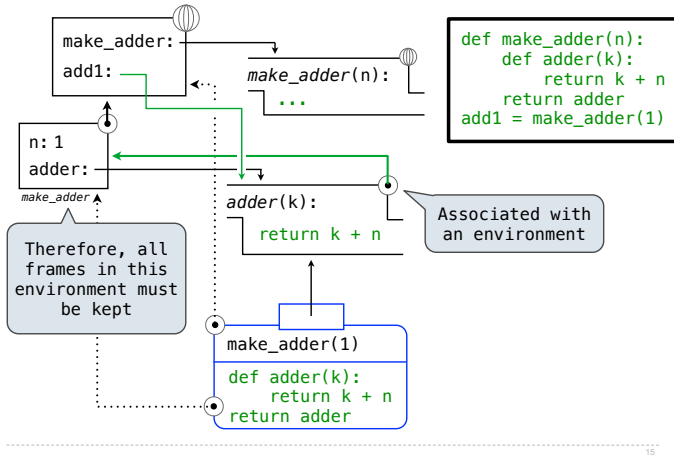 make_adder:
add1:
make_adder(n):
...
def make_adder(n):
    def adder(k):
        return k + n
    return adder
add1 = make_adder(1)
n: 1
adder:
make_adder
adder(k):
return k + n
Associated with
an environment
Therefore, all
frames in this
environment must
be kept
make_adder(1)
def adder(k):
    return k + n
return adder
15